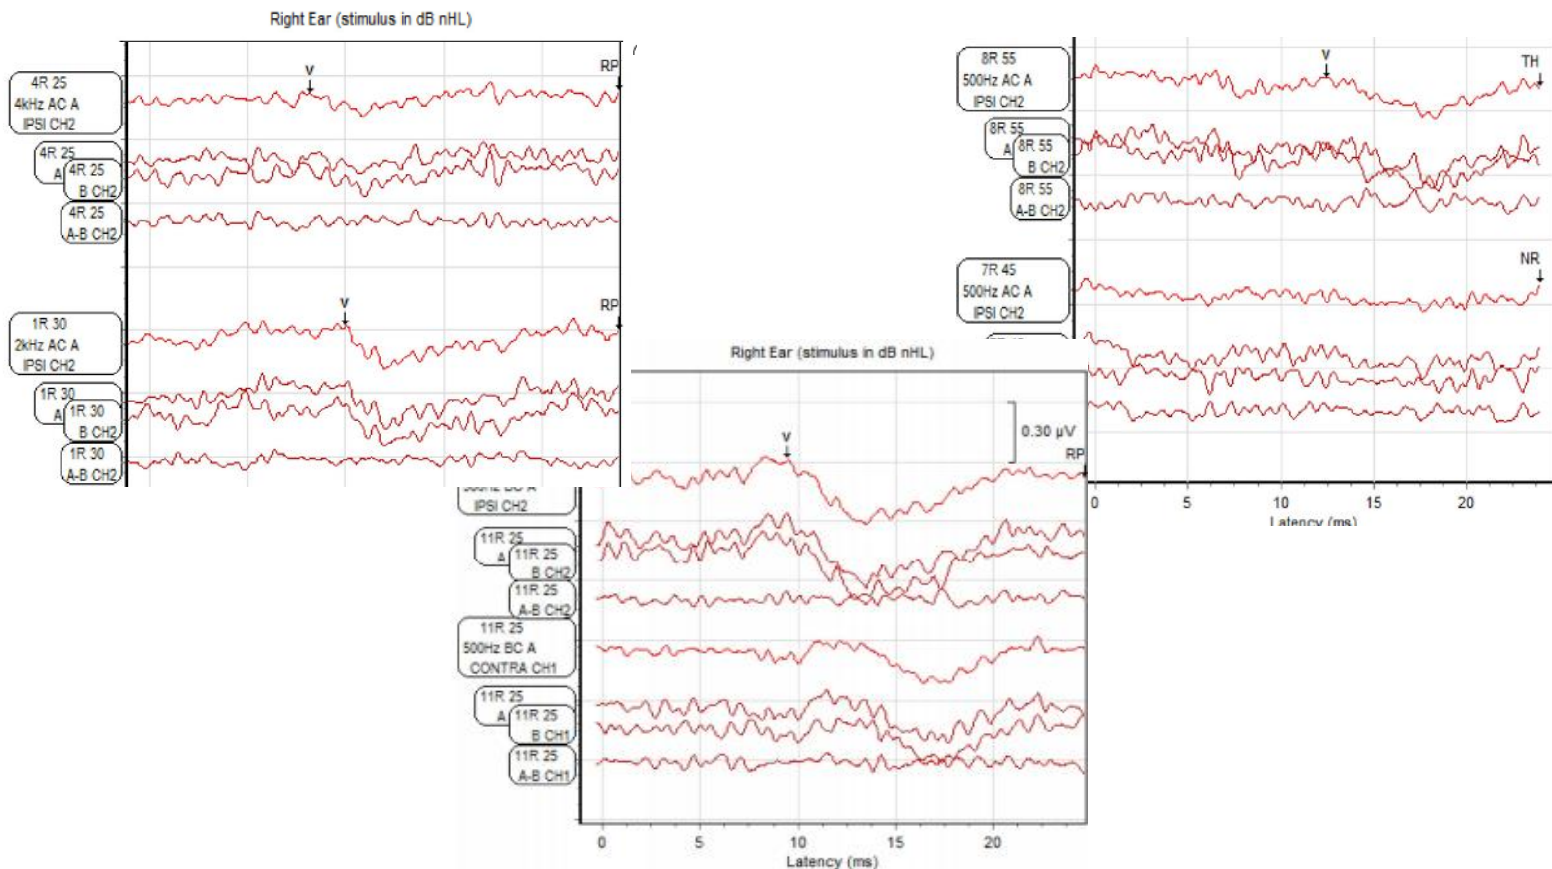 Right Ear (stimulus in dB nHL)
V
RP
4R 25
4kHz AC A
IPSI CH2
4R 25
A
4R 25
B CH2
4R 25
A-B CH2
V
RP
1R 30
2kHz AC A
IPSI CH2
1R 30
A
1R 30
B CH2
1R 30
A-B CH2
8R 55
500Hz AC A
IPSI CH2
V
TH
8R 55
A
8R 55
B CH2
8R 55
A-B CH2
7R 45
500Hz AC A
IPSI CH2
NR
0 5 10 15 20
Latency (ms)
Right Ear (stimulus in dB nHL)
0.30 µV
V
RP
IPSI CH2
11R 25
A
11R 25
B CH2
11R 25
A-B CH2
11R 25
500Hz BC A
CONTRA CH1
11R 25
A
11R 25
B CH1
11R 25
A-B CH1
0 5 10 15 20
Latency (ms)